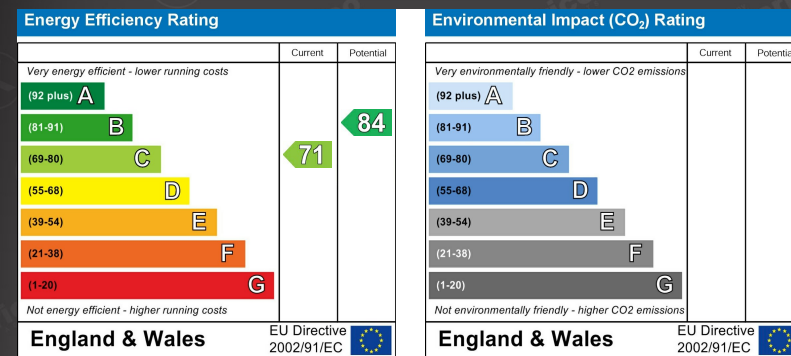 Energy Efficiency Rating
Current Potential
Very energy efficient - lower running costs
(92 plus) A
(81-91) B
84
(69-80) C
71
(55-68) D
(39-54) E
(21-38) F
(1-20) G
Not energy efficient - higher running costs
England & Wales
EU Directive
2002/91/EC
Environmental Impact (CO2) Rating
Current Potential
Very environmentally friendly - lower CO2 emissions
(92 plus) A
(81-91) B
(69-80) C
(55-68) D
(39-54) E
(21-38) F
(1-20) G
Not environmentally friendly - higher CO2 emissions
England & Wales
EU Directive
2002/91/EC